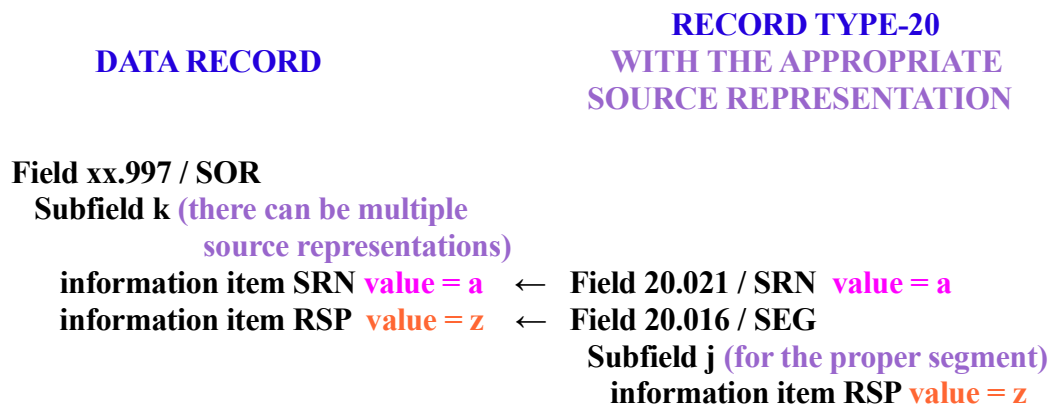 RECORD TYPE-20
DATA RECORD WITH THE APPROPRIATE
SOURCE REPRESENTATION
Field xx.997 / SOR
Subfield k (there can be multiple
source representations)
information item SRN value = a ← Field 20.021 / SRN value = a
information item RSP value = z ← Field 20.016 / SEG
Subfield j (for the proper segment)
information item RSP value = z